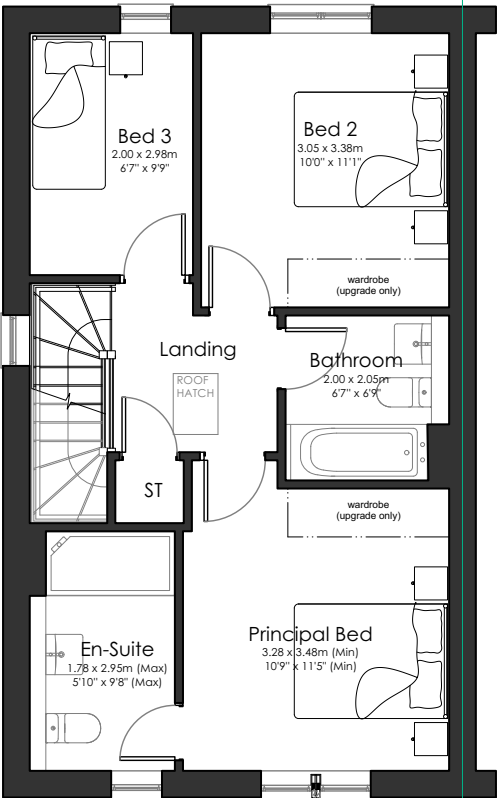 Bed 3
2.00 x 2.98m
6'7" x 9'9"
Bed 2
3.05 x 3.38m
10'0" x 11'1"
wardrobe
(upgrade only)
Landing
ROOF
HATCH
Bathroom
2.00 x 2.05m
6'7" x 6'9"
ST
wardrobe
(upgrade only)
En-Suite
1.78 x 2.95m (Max)
5'10" x 9'8" (Max)
Principal Bed
3.28 x 3.48m (Min)
10'9" x 11'5" (Min)